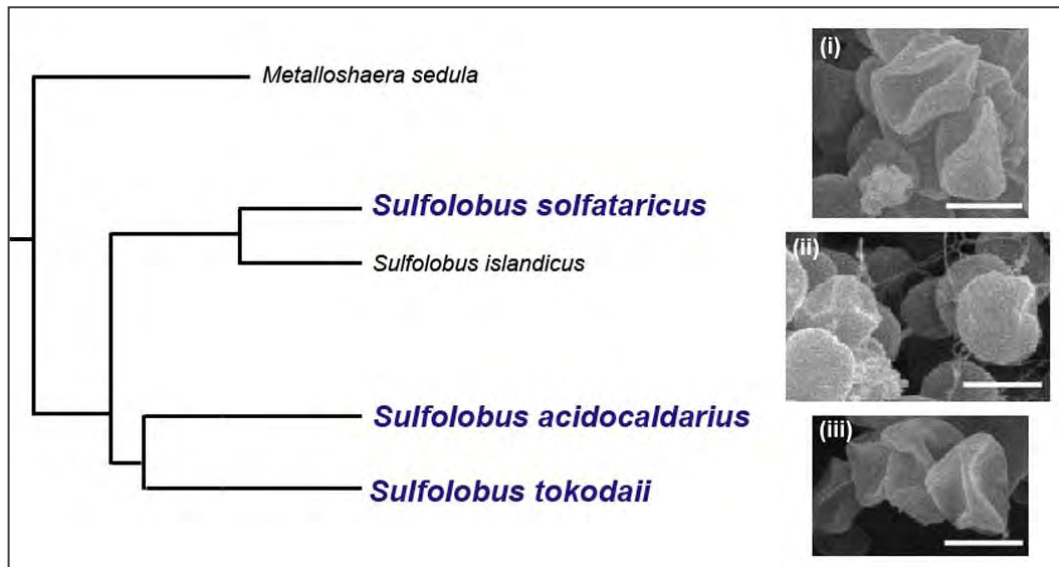 Metalloshaera sedula
Sulfolobus solfataricus
Sulfolobus islandicus
Sulfolobus acidocaldarius
Sulfolobus tokodaii
(i)
(ii)
(iii)